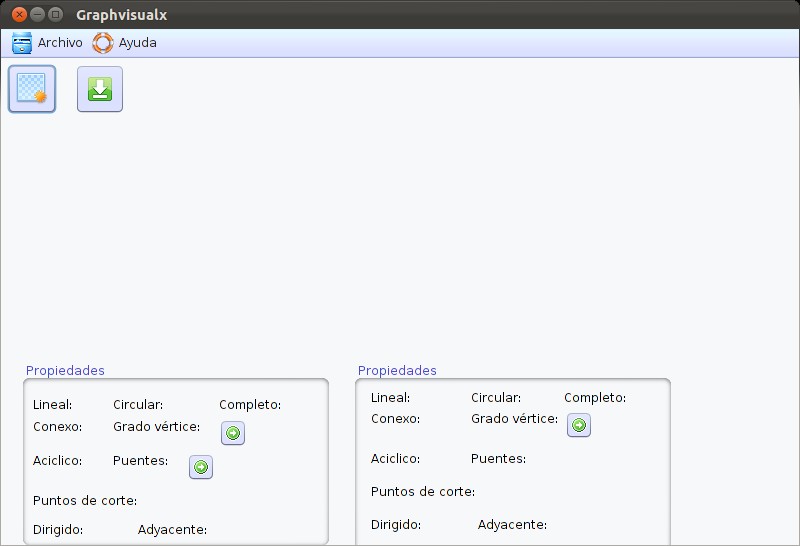 Graphvisualx
Archivo Ayuda
Propiedades
Lineal: Circular: Completo:
Conexo: Grado vértice:
Aciclico: Puentes:
Puntos de corte:
Dirigido: Adyacente:
Propiedades
Lineal: Circular: Completo:
Conexo: Grado vértice:
Aciclico: Puentes:
Puntos de corte:
Dirigido: Adyacente: